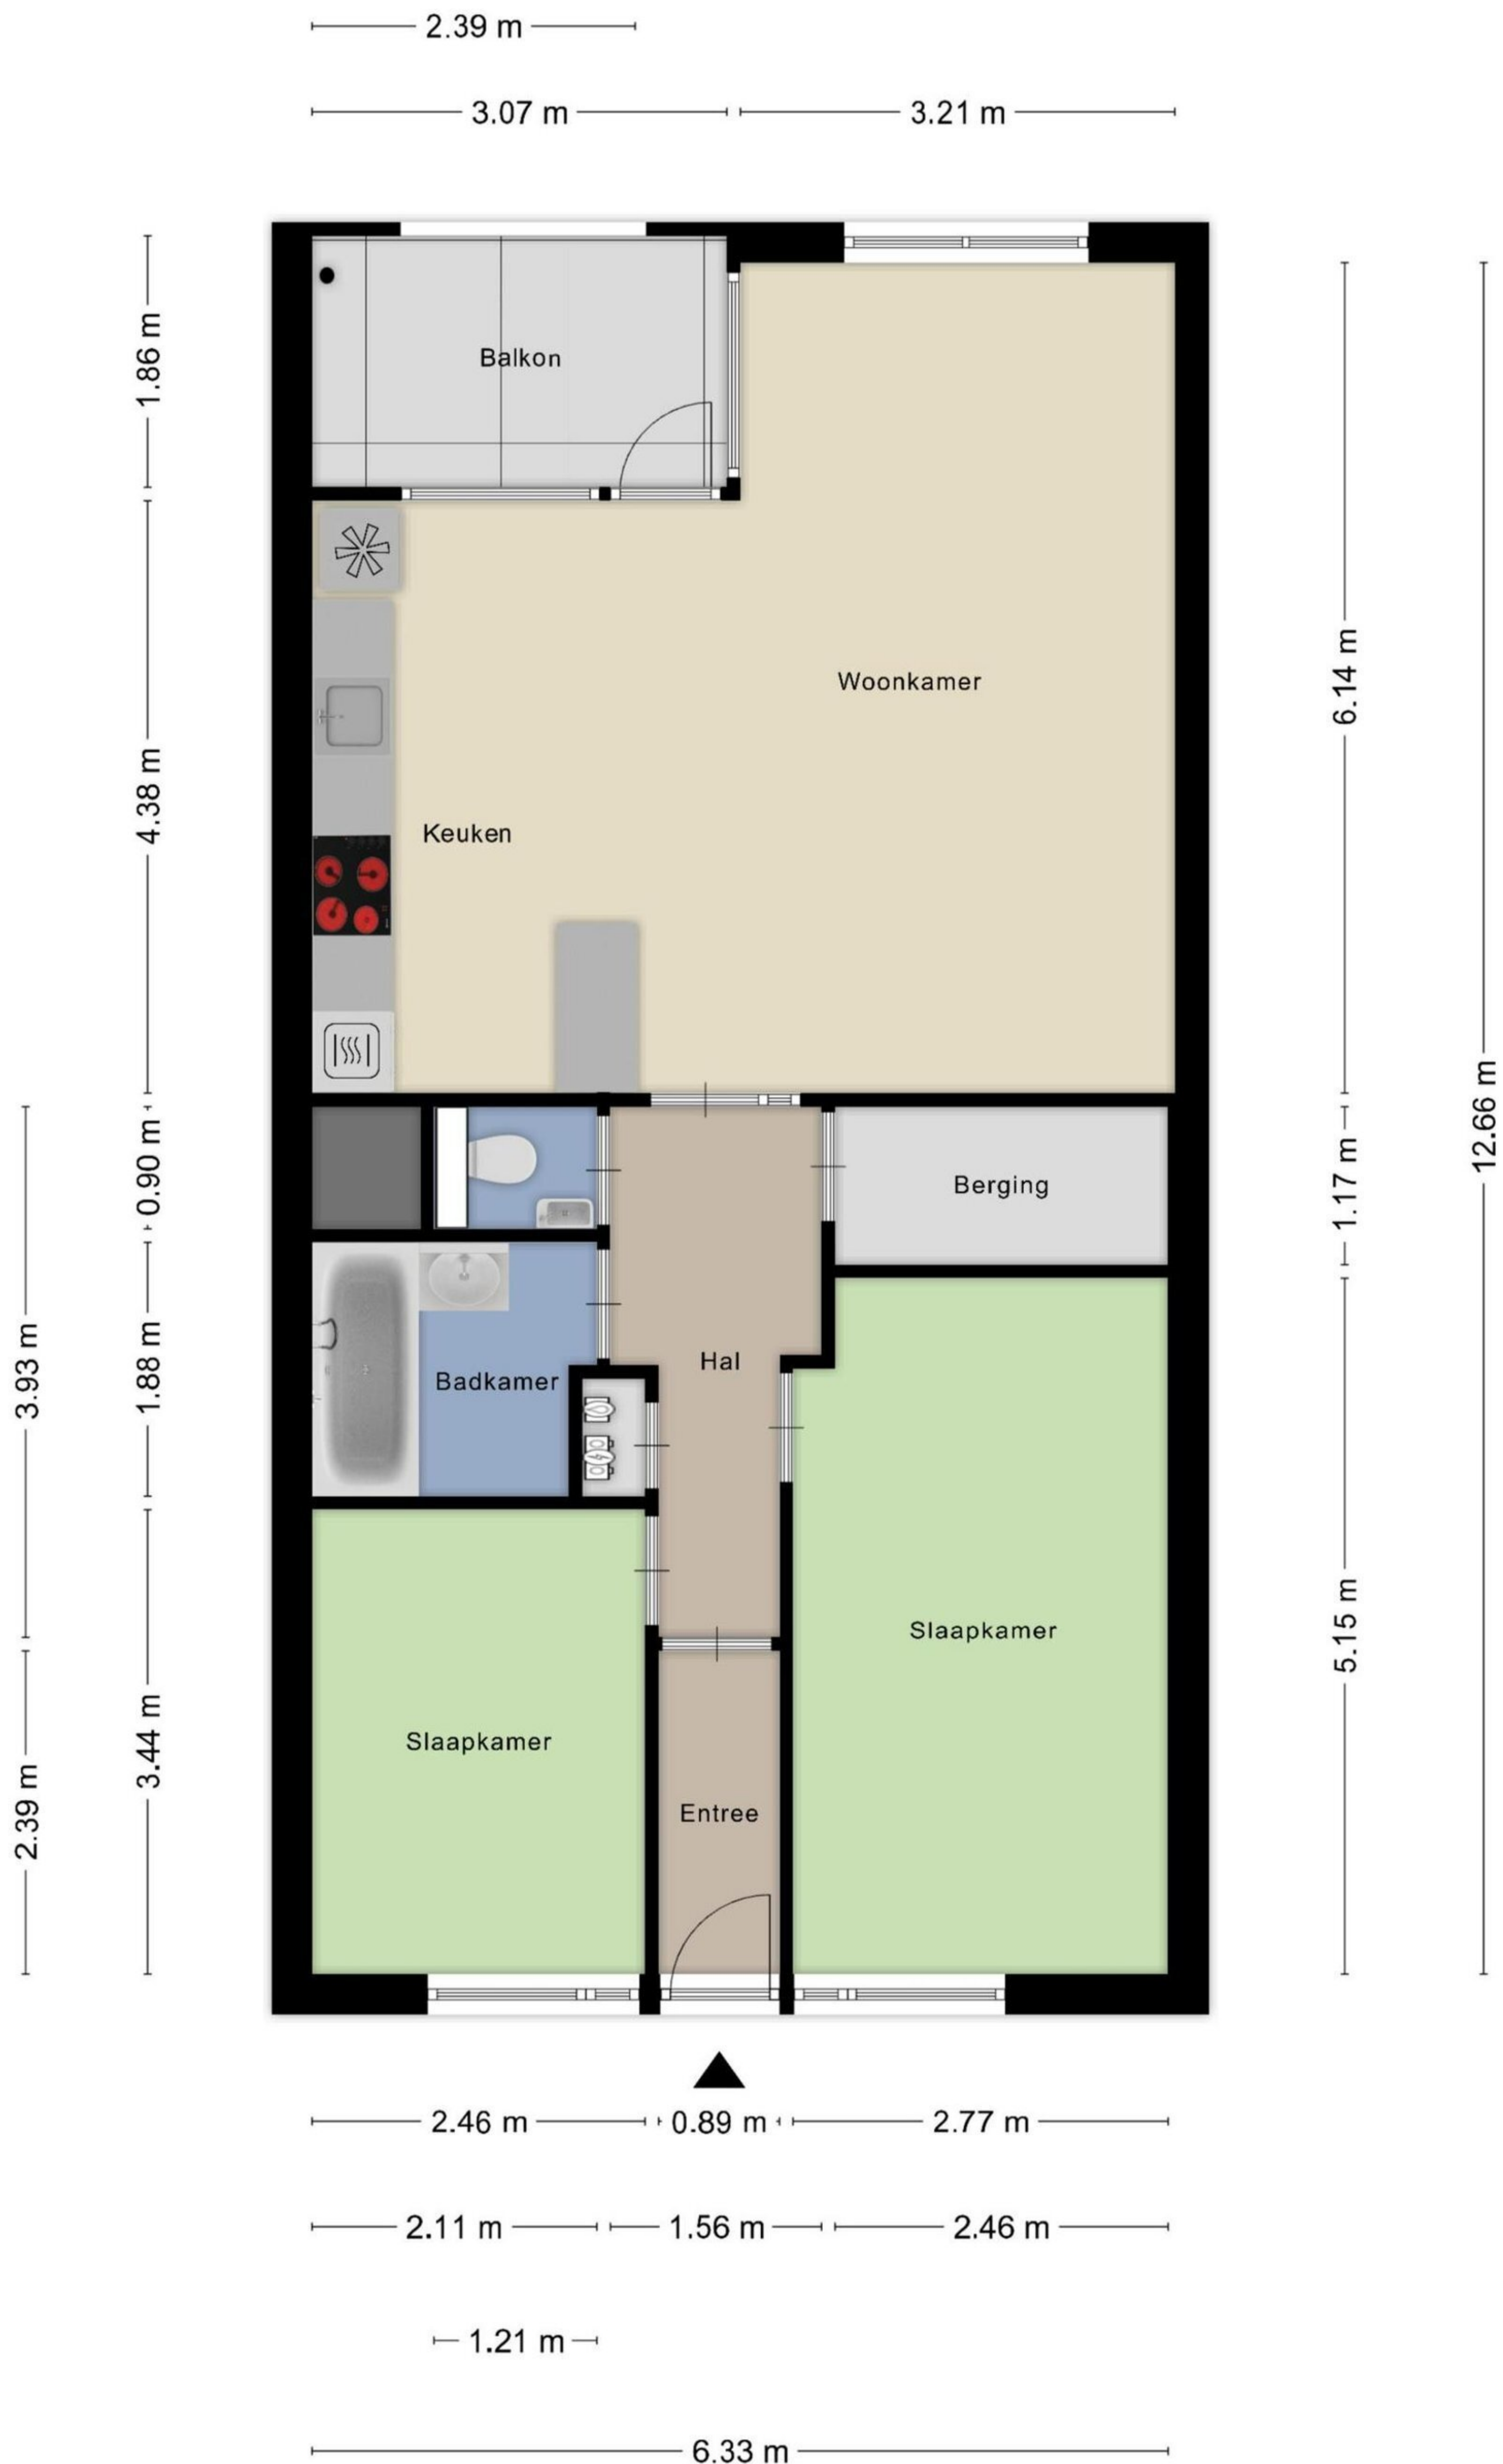 2.39 m
3.07 m
3.21 m
1.86 m
Balkon
4.38 m
Woonkamer
6.14 m
Keuken
12.66 m
0.90 m
Berging
1.17 m
3.93 m
1.88 m
Badkamer
Hal
5.15 m
Slaapkamer
3.44 m
Slaapkamer
2.39 m
Entree
2.46 m
0.89 m
2.77 m
2.11 m
1.56 m
2.46 m
1.21 m
6.33 m